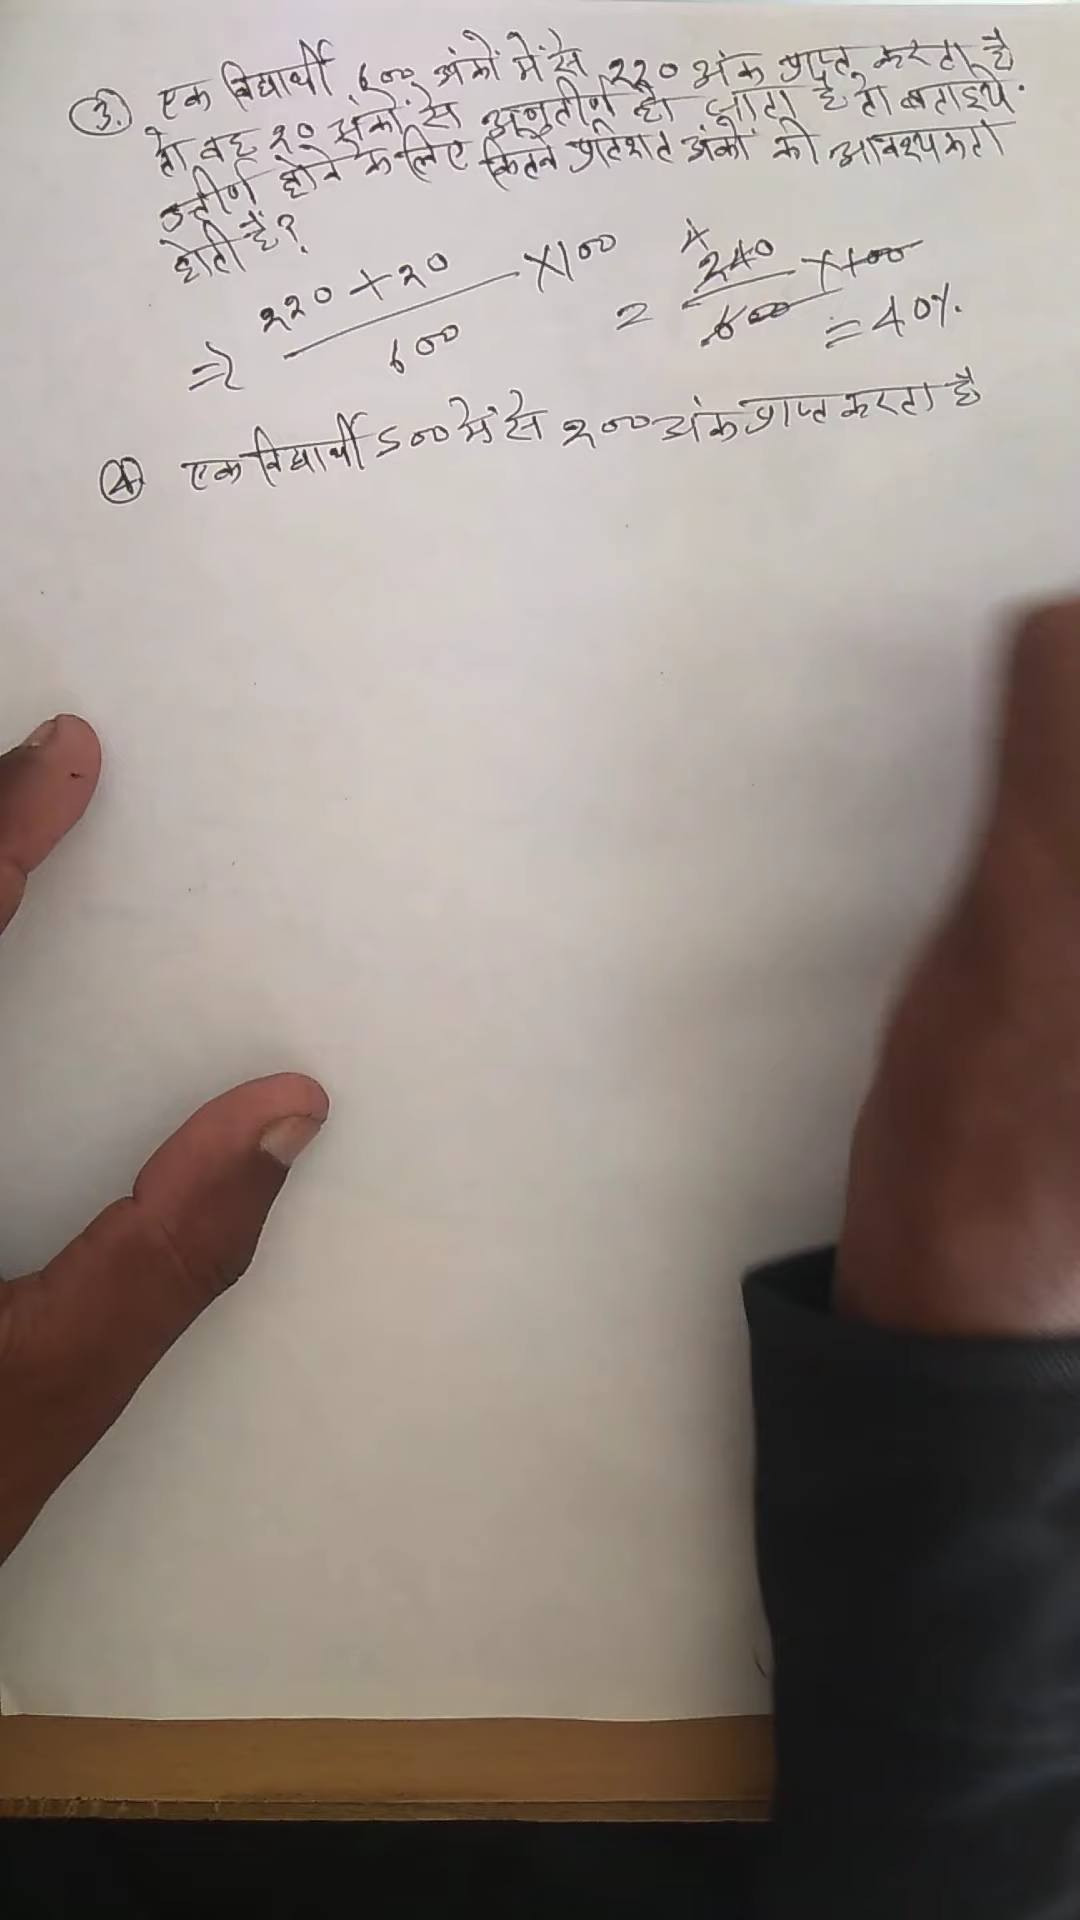 3. एक विद्यार्थी 600 अंकों में से 220 अंक प्राप्त करता है
तो वह 20 अंकों से अनुतीर्ण हो जाता है तो बताइये.
उत्तीर्ण होने के लिए कितने प्रतिशत अंकों की आवश्यकता
होती हैं?
⇒ 220 + 20 / 600 × 100 = 4 240 / 600 × 100 = 40%.
4 एक विद्यार्थी 500 में से 200 अंक प्राप्त करता है